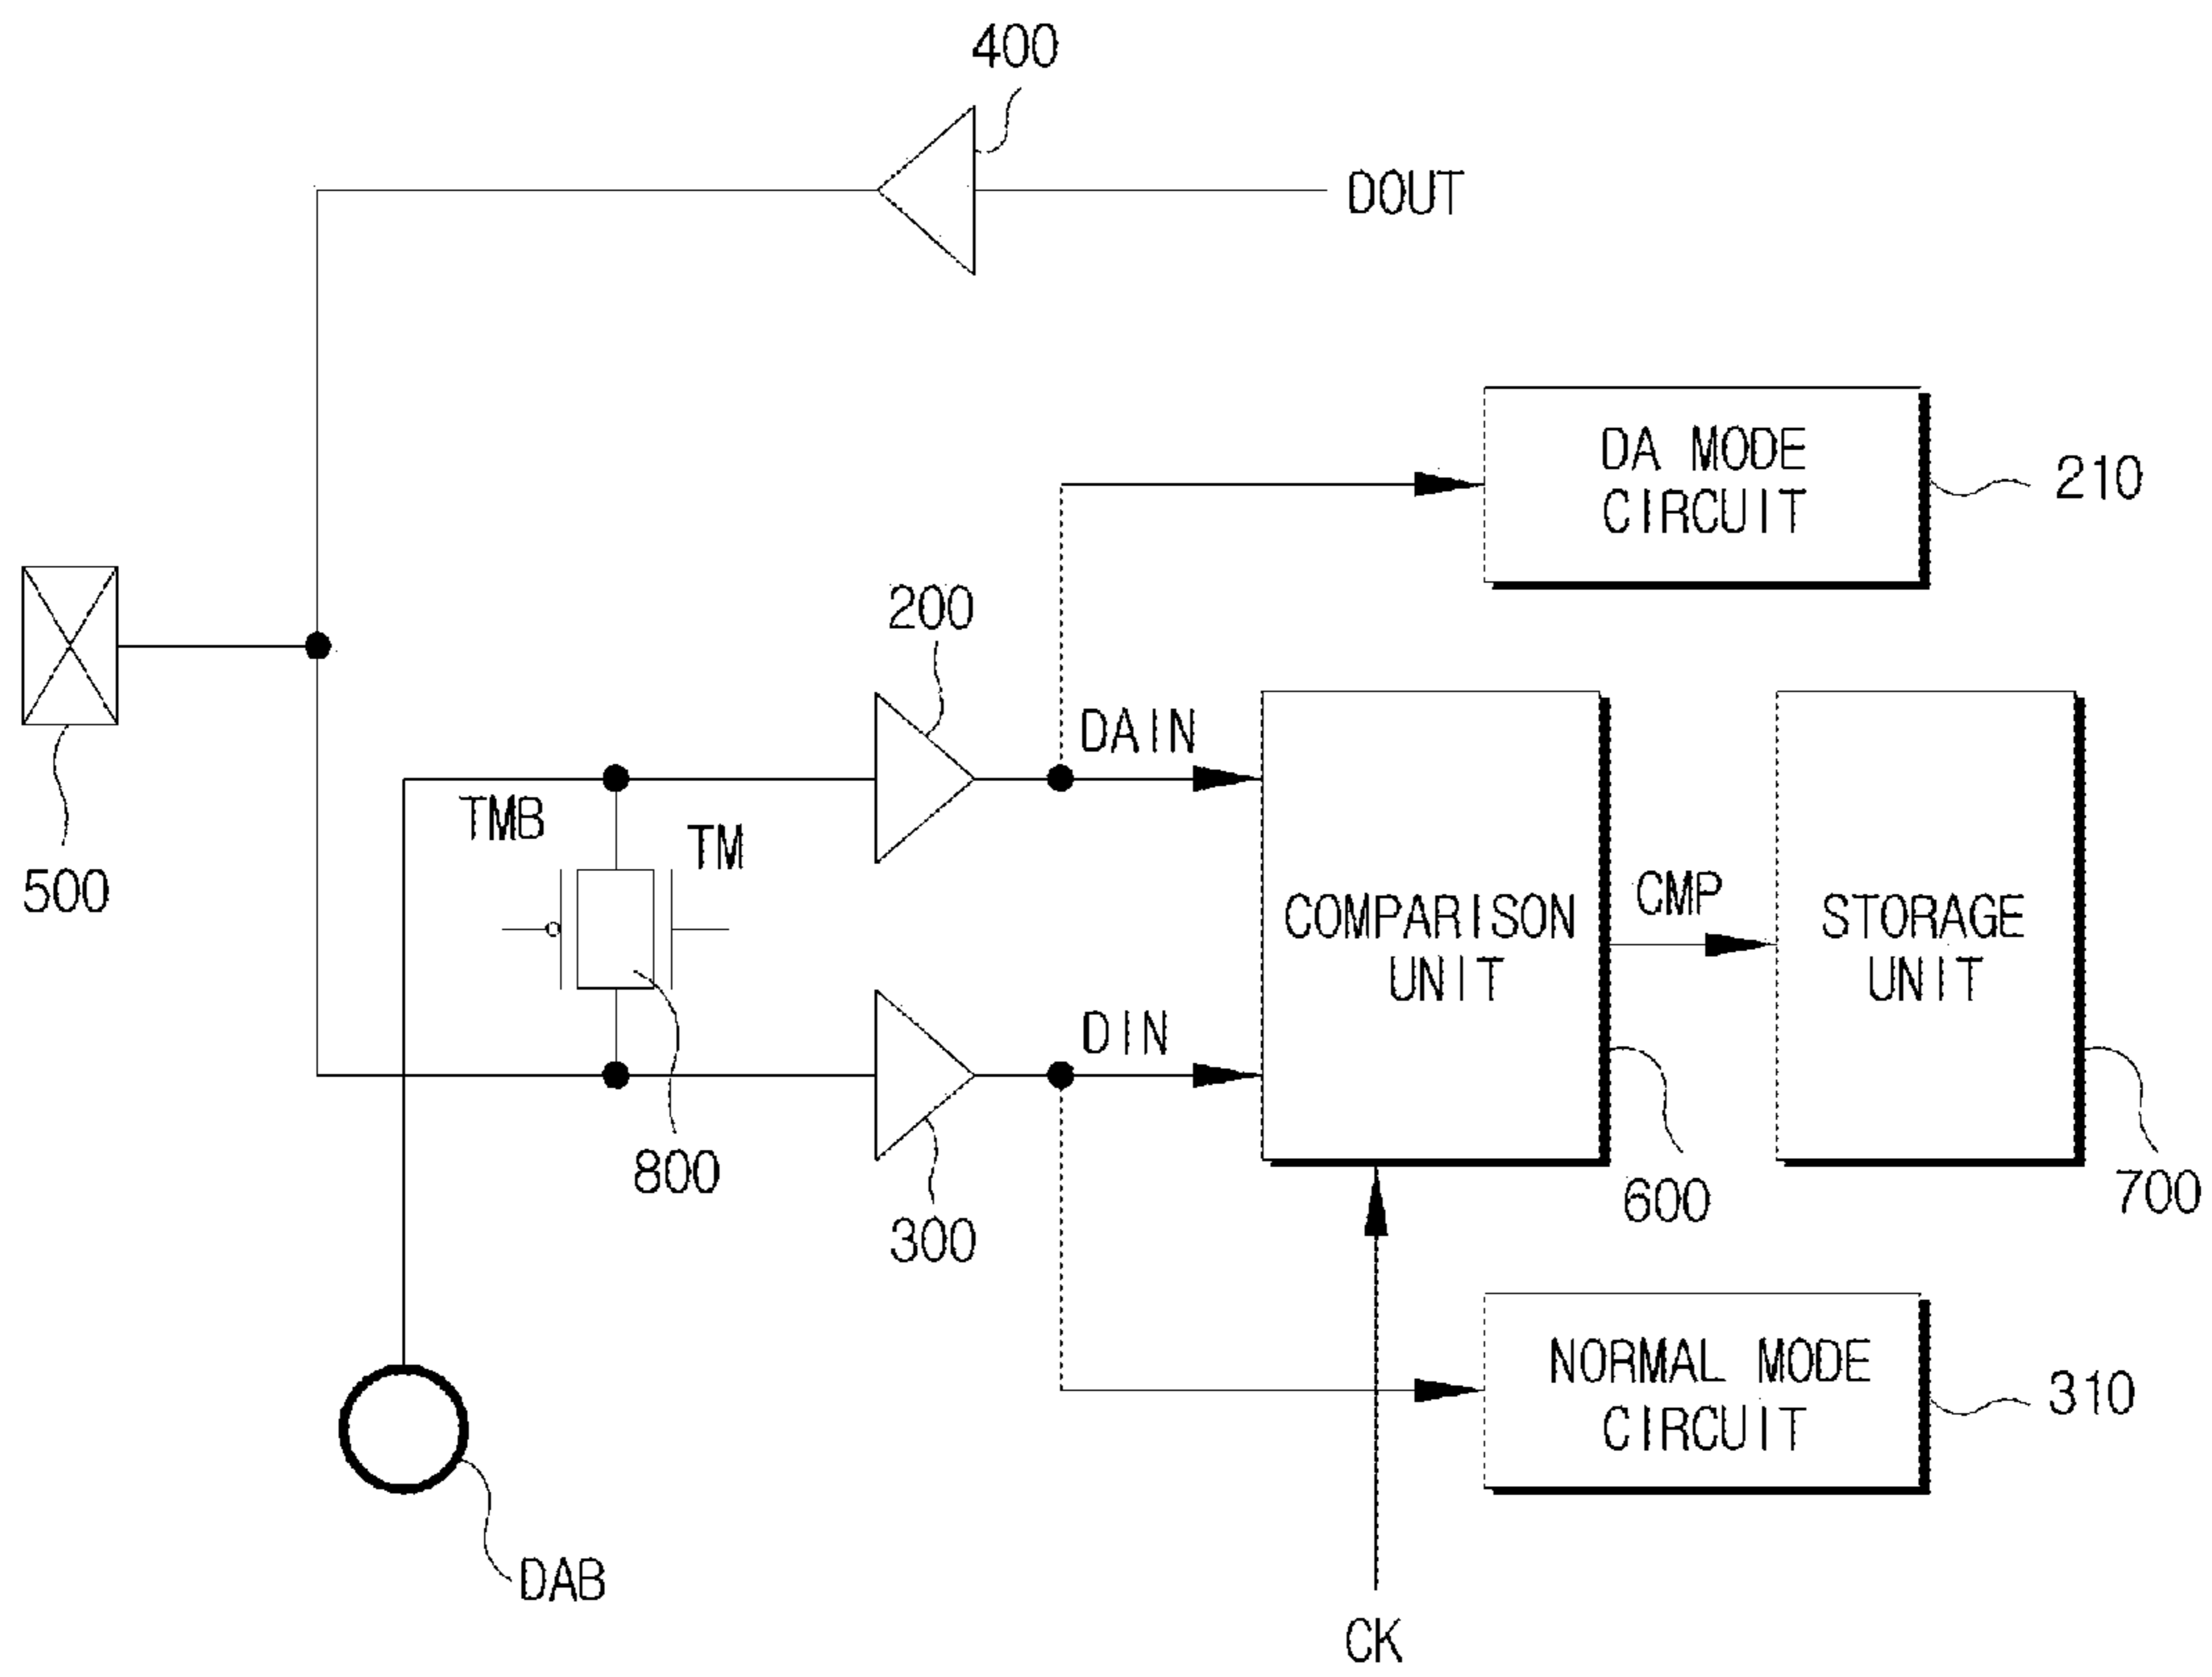 400
DOUT
DA MODE
CIRCUIT
210
200
DAIN
TMB
TM
500
CMP
COMPARISON
UNIT
STORAGE
UNIT
DIN
800
300
600
700
NORMAL MODE
CIRCUIT
310
DAB
CK